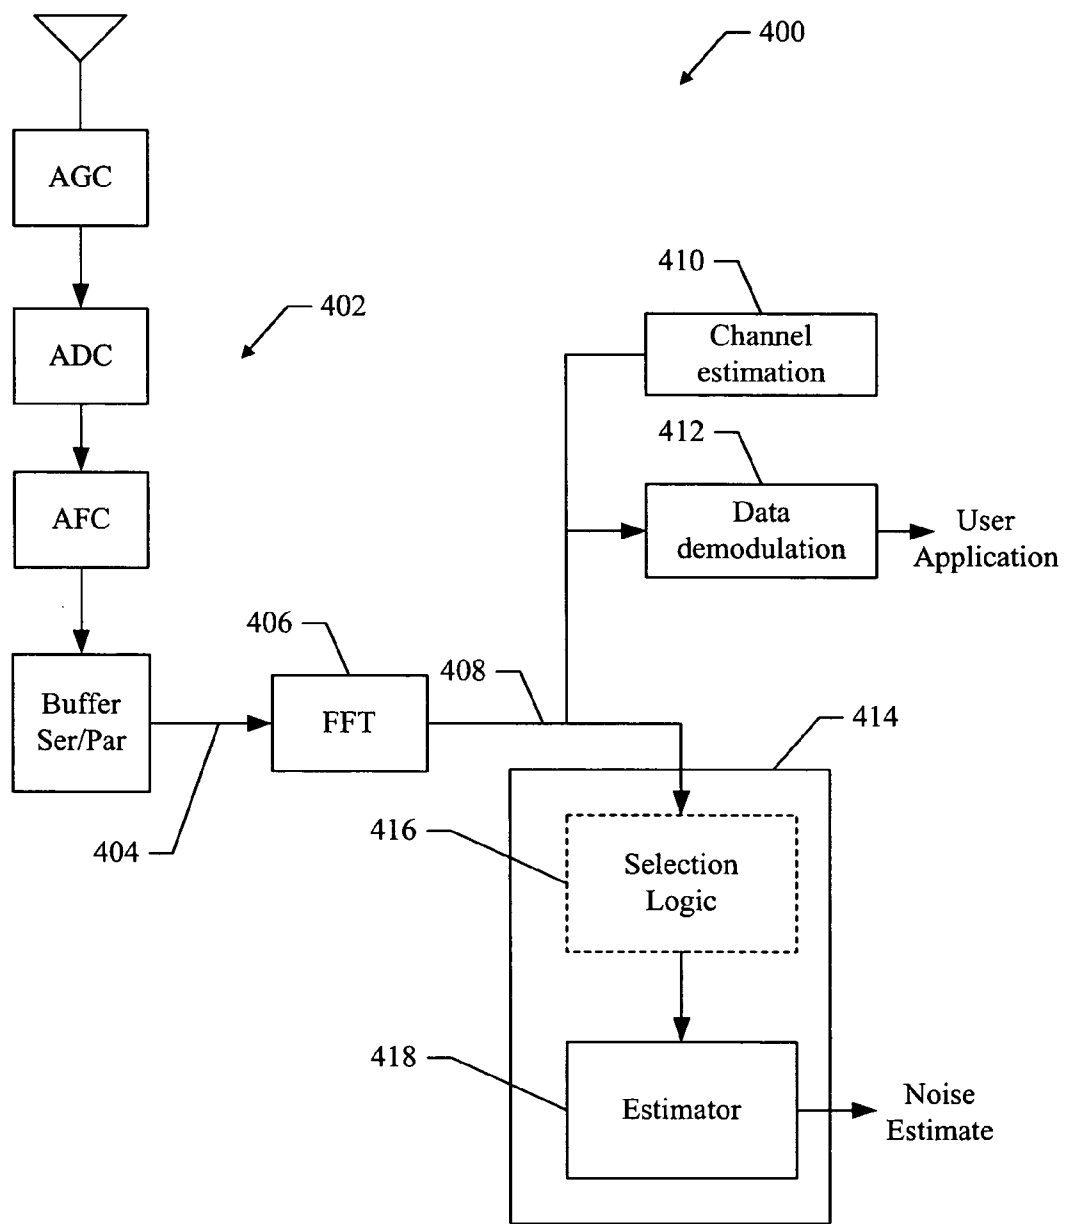 400
AGC
402
410
ADC
Channel
estimation
412
AFC
Data
demodulation
User
Application
406
408
Buffer
Ser/Par
FFT
414
404
416
Selection
Logic
418
Estimator
Noise
Estimate